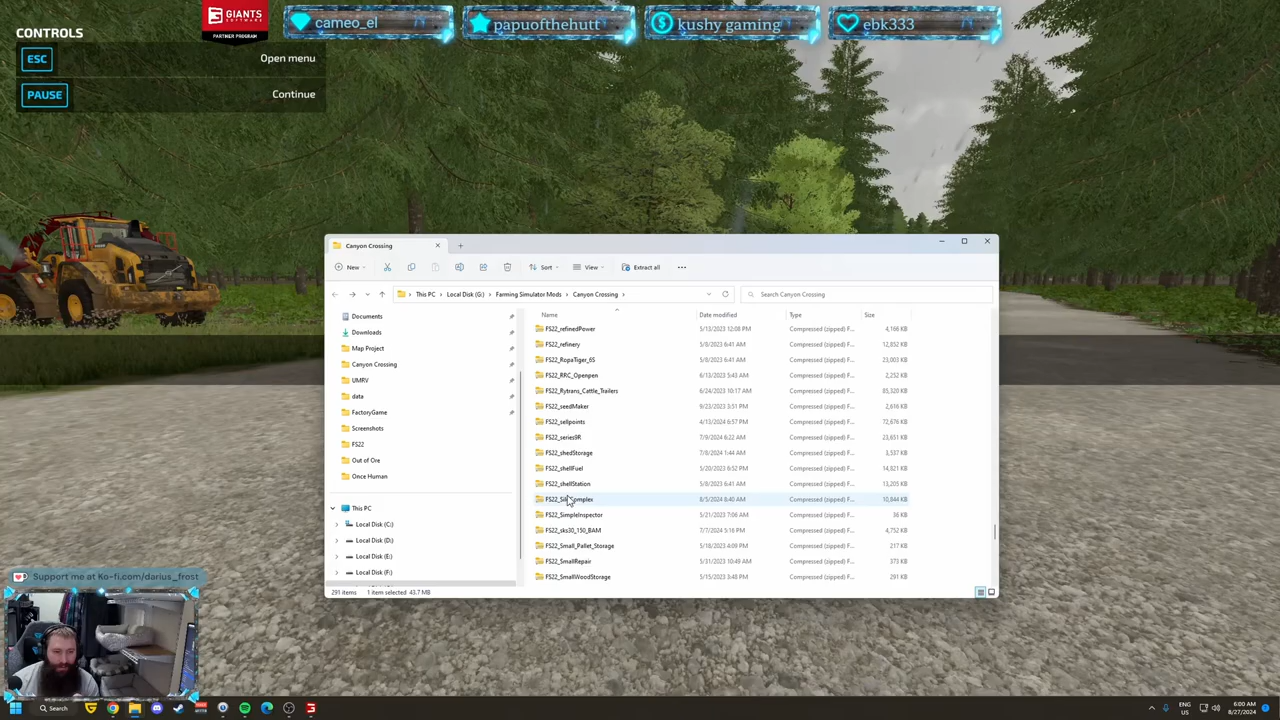 CONTROLS
ESC Open menu
PAUSE Continue
GIANTS
SOFTWARE
PARTNER PROGRAM
cameo_el
papuofthehutt
kushy gaming
ebk333
Canyon Crossing
New
Sort
View
Extract all
This PC
Local Disk (G:)
Farming Simulator Mods
Canyon Crossing
Search Canyon Crossing
Documents
Downloads
Map Project
Canyon Crossing
UMRV
data
FactoryGame
Screenshots
FS22
Out of Ore
Once Human
This PC
Local Disk (C:)
Local Disk (D:)
Local Disk (E:)
Local Disk (F:)
Name Date modified Type Size
FS22_refinedPower 5/13/2023 12:08 PM Compressed (zipped) F... 4,166 KB
FS22_refinery 5/8/2023 6:41 AM Compressed (zipped) F... 12,852 KB
FS22_RopaTiger_6S 5/8/2023 6:41 AM Compressed (zipped) F... 23,003 KB
FS22_RRC_Openpen 6/13/2023 5:43 AM Compressed (zipped) F... 2,252 KB
FS22_Rytrans_Cattle_Trailers 6/24/2023 10:17 AM Compressed (zipped) F... 85,320 KB
FS22_seedMaker 9/23/2023 3:51 PM Compressed (zipped) F... 2,616 KB
FS22_sellpoints 4/13/2024 6:57 PM Compressed (zipped) F... 72,676 KB
FS22_series9R 7/9/2024 6:22 AM Compressed (zipped) F... 23,651 KB
FS22_shedStorage 7/8/2024 1:44 AM Compressed (zipped) F... 3,537 KB
FS22_shellFuel 5/20/2023 6:52 PM Compressed (zipped) F... 14,821 KB
FS22_shellStation 5/8/2023 6:41 AM Compressed (zipped) F... 13,205 KB
8/5/2024 6:40 AM Compressed (zipped) F... 10,844 KB
FS22_SimpleInspector 5/21/2023 7:06 AM Compressed (zipped) F... 36 KB
FS22_sks30_150_BAM 7/7/2024 5:16 PM Compressed (zipped) F... 4,752 KB
FS22_Small_Pallet_Storage 5/18/2023 4:09 PM Compressed (zipped) F... 217 KB
FS22_SmallRepair 5/31/2023 10:49 AM Compressed (zipped) F... 373 KB
FS22_SmallWoodStorage 5/15/2023 3:48 PM Compressed (zipped) F... 291 KB
291 items 1 item selected 43.7 MB
Support me at Ko-fi.com/darius_frost
Search
ENG
US
6:00 AM
8/27/2024